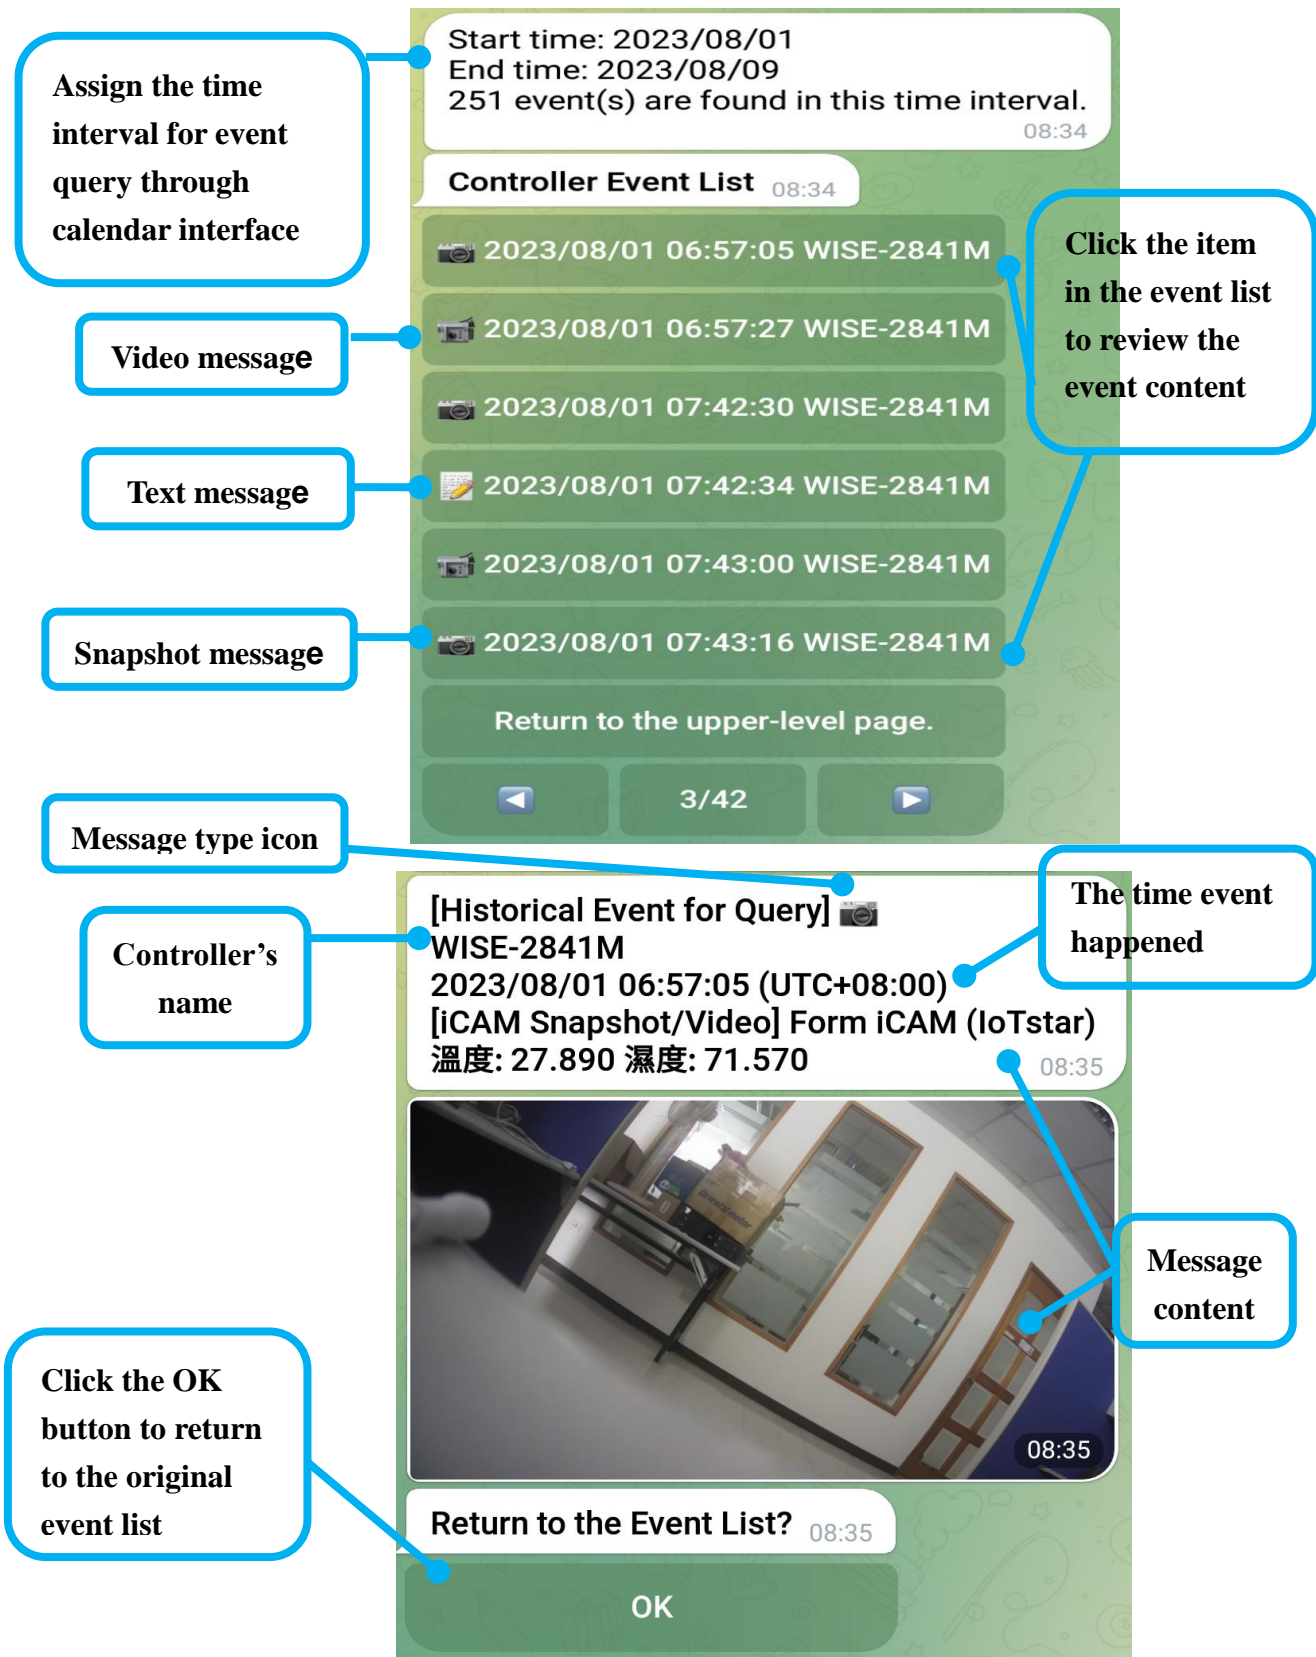 Assign the time
interval for event
query through
calendar interface
Start time: 2023/08/01
End time: 2023/08/09
251 event(s) are found in this time interval.
08:34
Controller Event List 08:34
2023/08/01 06:57:05 WISE-2841M
2023/08/01 06:57:27 WISE-2841M
2023/08/01 07:42:30 WISE-2841M
2023/08/01 07:42:34 WISE-2841M
2023/08/01 07:43:00 WISE-2841M
2023/08/01 07:43:16 WISE-2841M
Return to the upper-level page.
3/42
Click the item
in the event list
to review the
event content
Video message
Text message
Snapshot message
Message type icon
Controller’s
name
[Historical Event for Query]
WISE-2841M
2023/08/01 06:57:05 (UTC+08:00)
[iCAM Snapshot/Video] Form iCAM (IoTstar)
溫度: 27.890 濕度: 71.570
08:35
The time event
happened
Orientalmotor
08:35
Message
content
Click the OK
button to return
to the original
event list
Return to the Event List? 08:35
OK